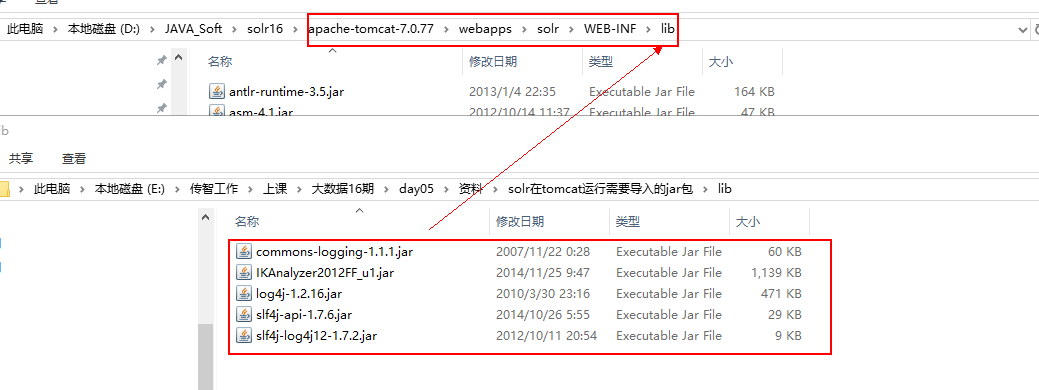 此电脑 > 本地磁盘 (D:) > JAVA_Soft > solr16 > apache-tomcat-7.0.77 > webapps > solr > WEB-INF > lib
名称 修改日期 类型 大小
antlr-runtime-3.5.jar 2013/1/4 22:35 Executable Jar File 164 KB
asm-4.1.jar 2012/10/14 11:37 Executable Jar File 47 KB
共享 查看
此电脑 > 本地磁盘 (E:) > 传智工作 > 上课 > 大数据16期 > day05 > 资料 > solr在tomcat运行需要导入的jar包 > lib
名称 修改日期 类型 大小
commons-logging-1.1.1.jar 2007/11/22 0:28 Executable Jar File 60 KB
IKAnalyzer2012FF_u1.jar 2014/11/25 9:47 Executable Jar File 1,139 KB
log4j-1.2.16.jar 2010/3/30 23:16 Executable Jar File 471 KB
slf4j-api-1.7.6.jar 2014/10/26 5:55 Executable Jar File 29 KB
slf4j-log4j12-1.7.2.jar 2012/10/11 20:54 Executable Jar File 9 KB